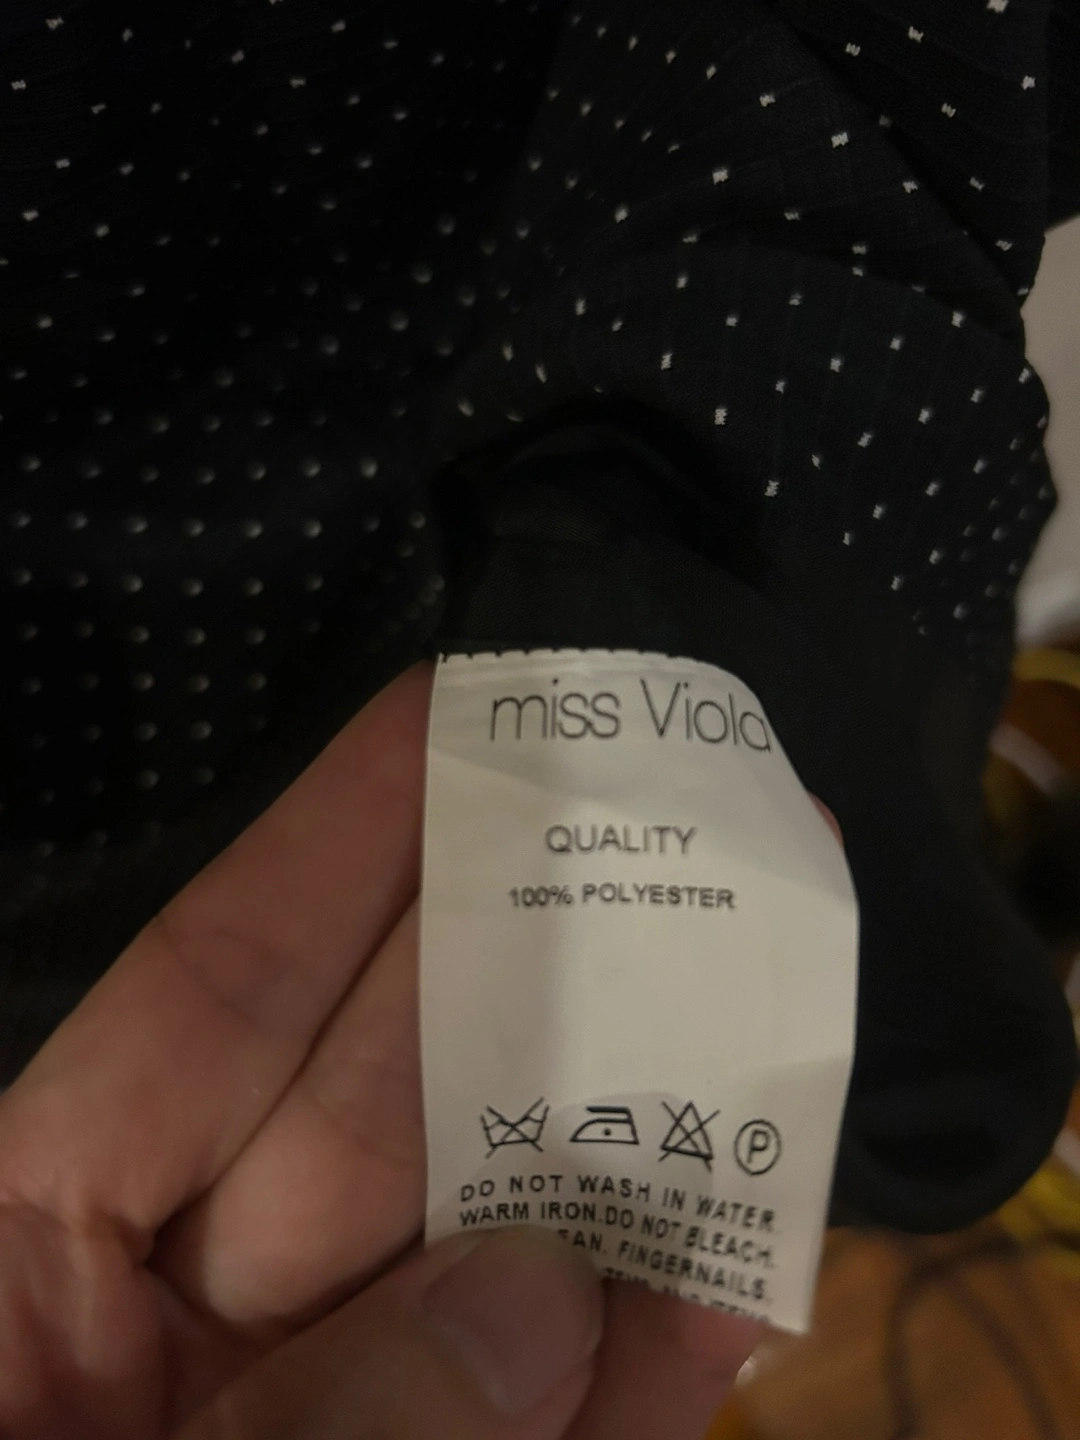 miss Viola
QUALITY
100% POLYESTER
P
DO NOT WASH IN WATER.
WARM IRON.DO NOT BLEACH.
FINGERNAILS.